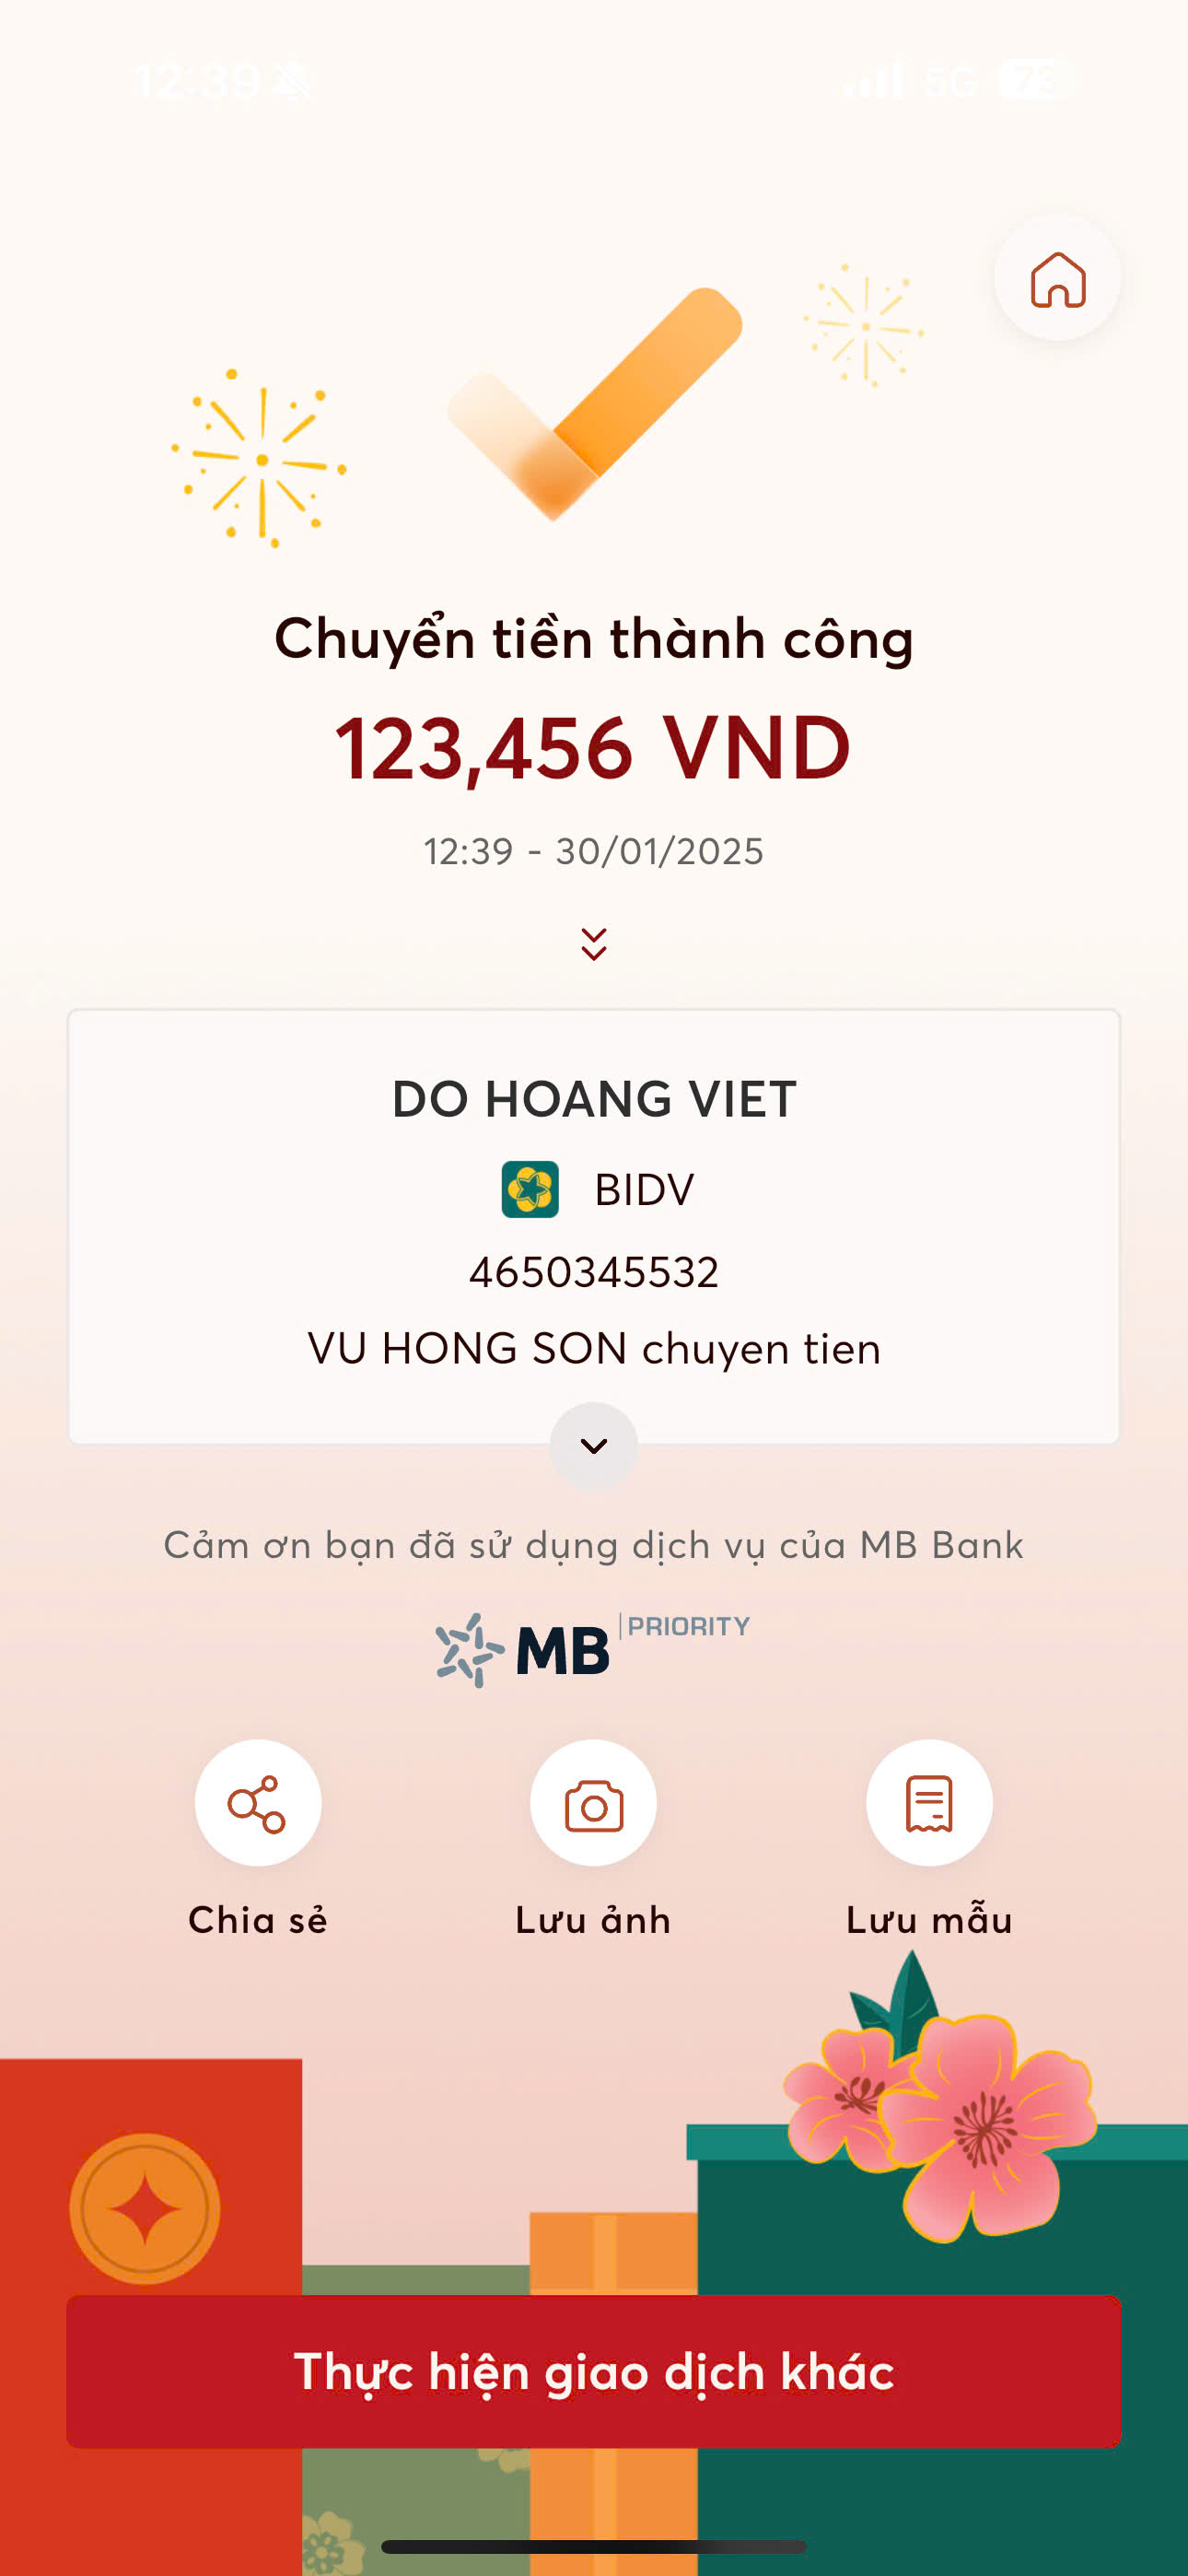 12:39
5G 73
Chuyển tiền thành công
123,456 VND
12:39 - 30/01/2025
DO HOANG VIET
BIDV
4650345532
VU HONG SON chuyen tien
Cảm ơn bạn đã sử dụng dịch vụ của MB Bank
MB PRIORITY
Chia sẻ
Lưu ảnh
Lưu mẫu
Thực hiện giao dịch khác